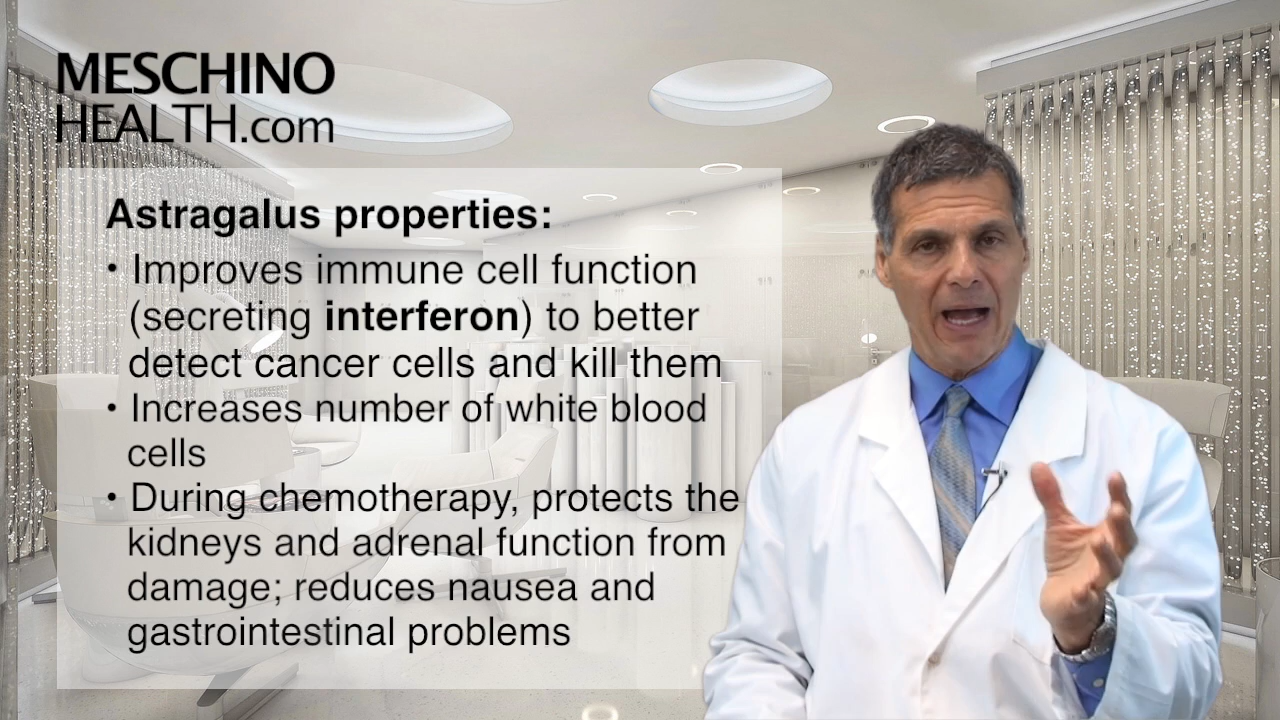 MESCHINO
HEALTH.com
Astragalus properties:
• Improves immune cell function
(secreting interferon) to better
detect cancer cells and kill them
• Increases number of white blood
cells
• During chemotherapy, protects the
kidneys and adrenal function from
damage; reduces nausea and
gastrointestinal problems